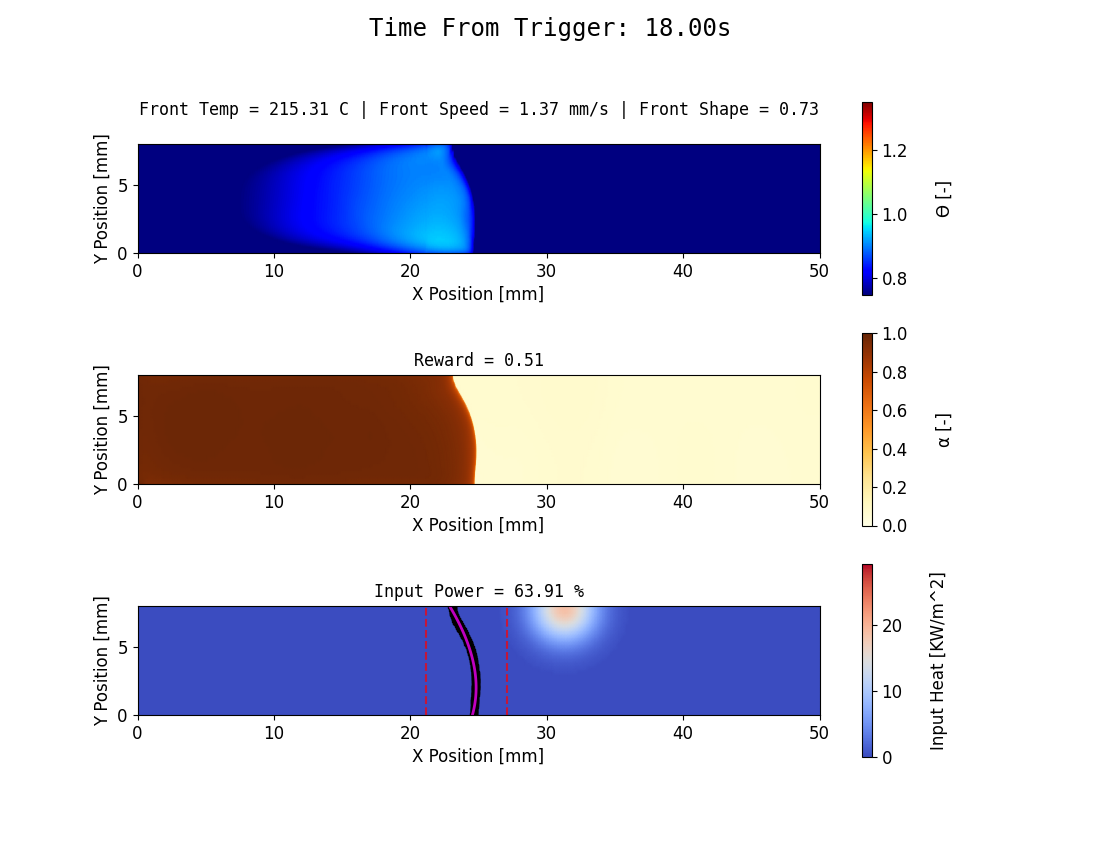 Time From Trigger: 18.00s
Front Temp = 215.31 C | Front Speed = 1.37 mm/s | Front Shape = 0.73
Y Position [mm]
5
0
0 10 20 30 40 50
X Position [mm]
1.2
1.0
0.8
Θ [-]
Reward = 0.51
Y Position [mm]
5
0
0 10 20 30 40 50
X Position [mm]
1.0
0.8
0.6
0.4
0.2
0.0
α [-]
Input Power = 63.91 %
Y Position [mm]
5
0
0 10 20 30 40 50
X Position [mm]
20
10
0
Input Heat [KW/m^2]